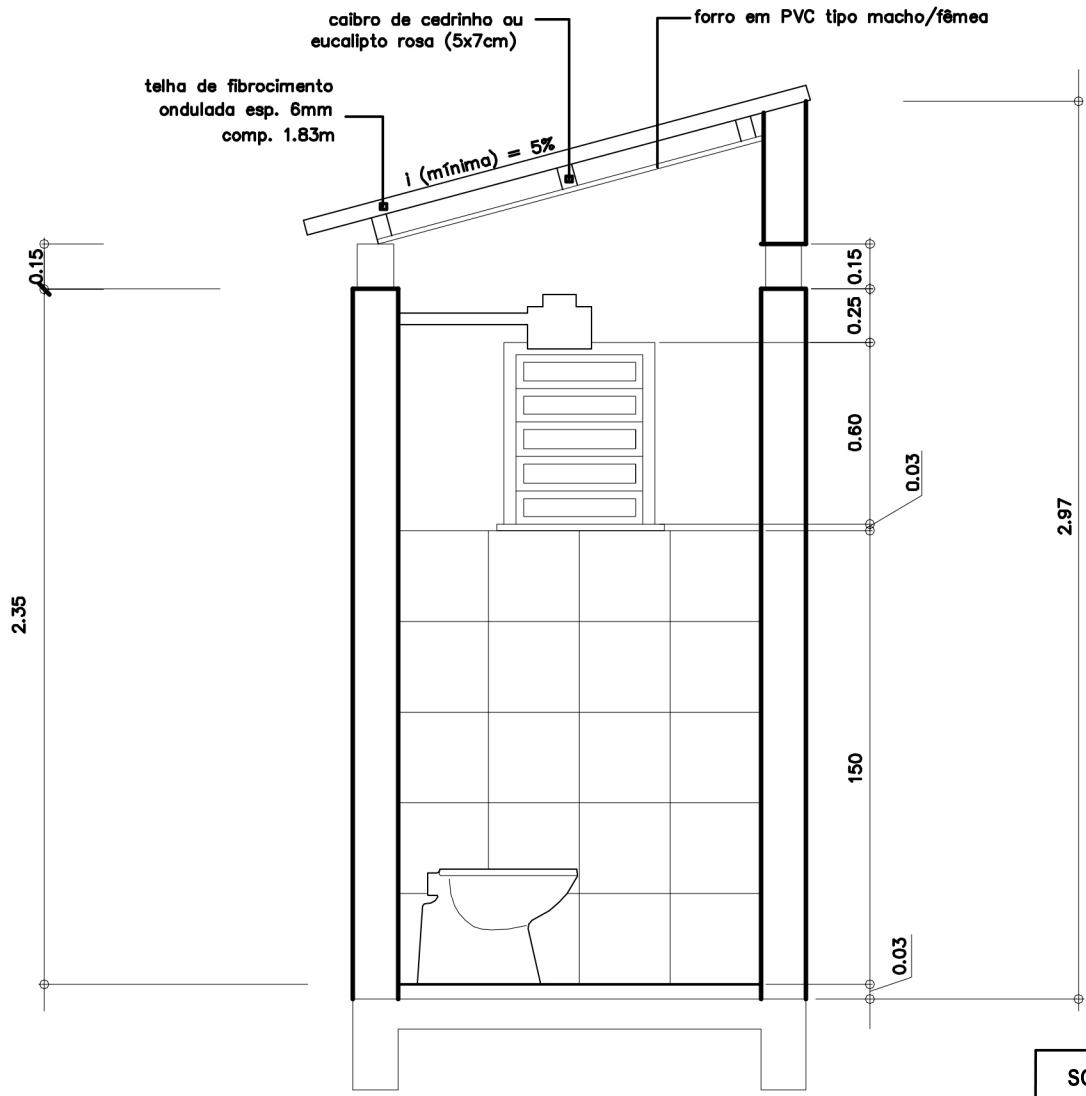 caibro de cedrinho ou
eucalipto rosa (5x7cm)
forro em PVC tipo macho/fêmea
telha de fibrocimento
ondulada esp. 6mm
comp. 1.83m
i (mínima) = 5%
0.15
0.15
0.25
0.60
0.03
2.97
2.35
150
0.03